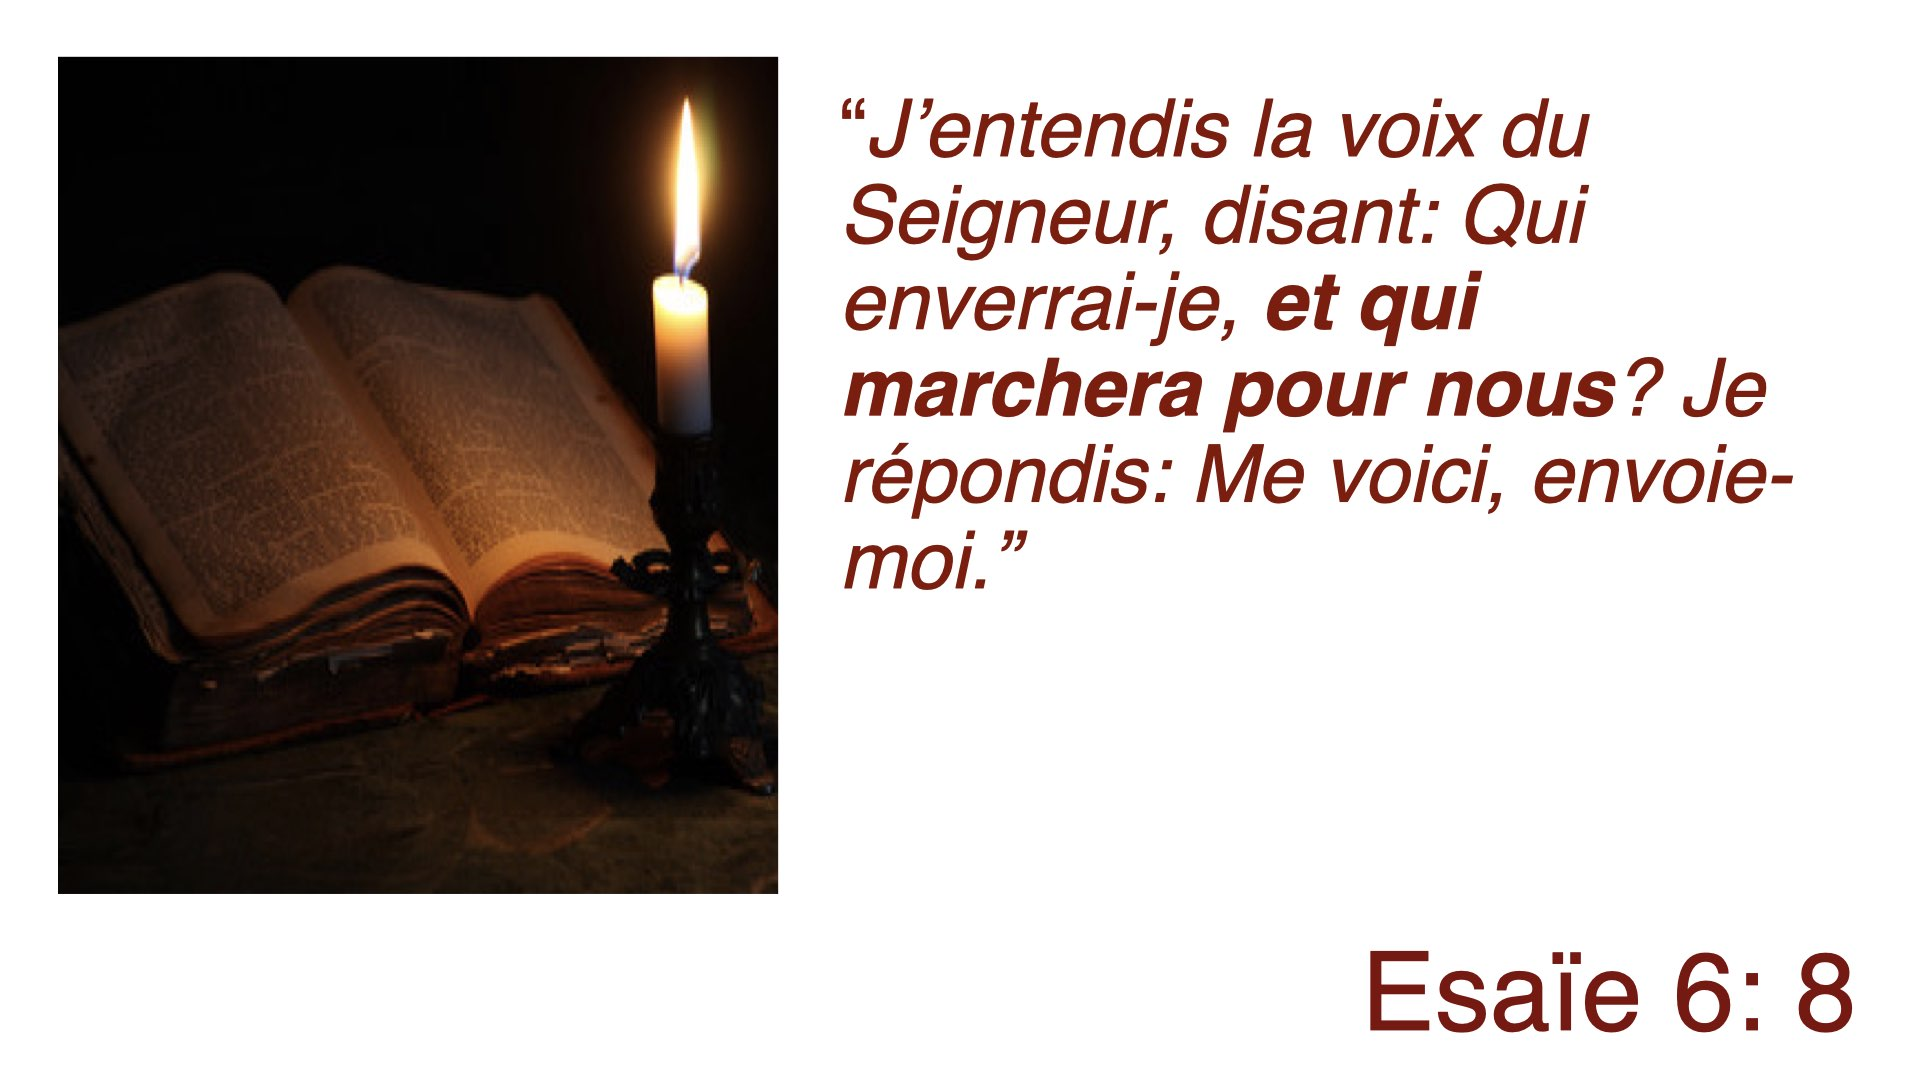 “J’entendis la voix du
Seigneur, disant: Qui
enverrai-je, et qui
marchera pour nous? Je
répondis: Me voici, envoie-
moi.”
Esaïe 6: 8